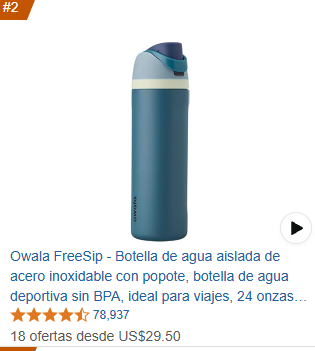 #2
owala
Owala FreeSip - Botella de agua aislada de
acero inoxidable con popote, botella de agua
deportiva sin BPA, ideal para viajes, 24 onzas…
78,937
18 ofertas desde US$29.50